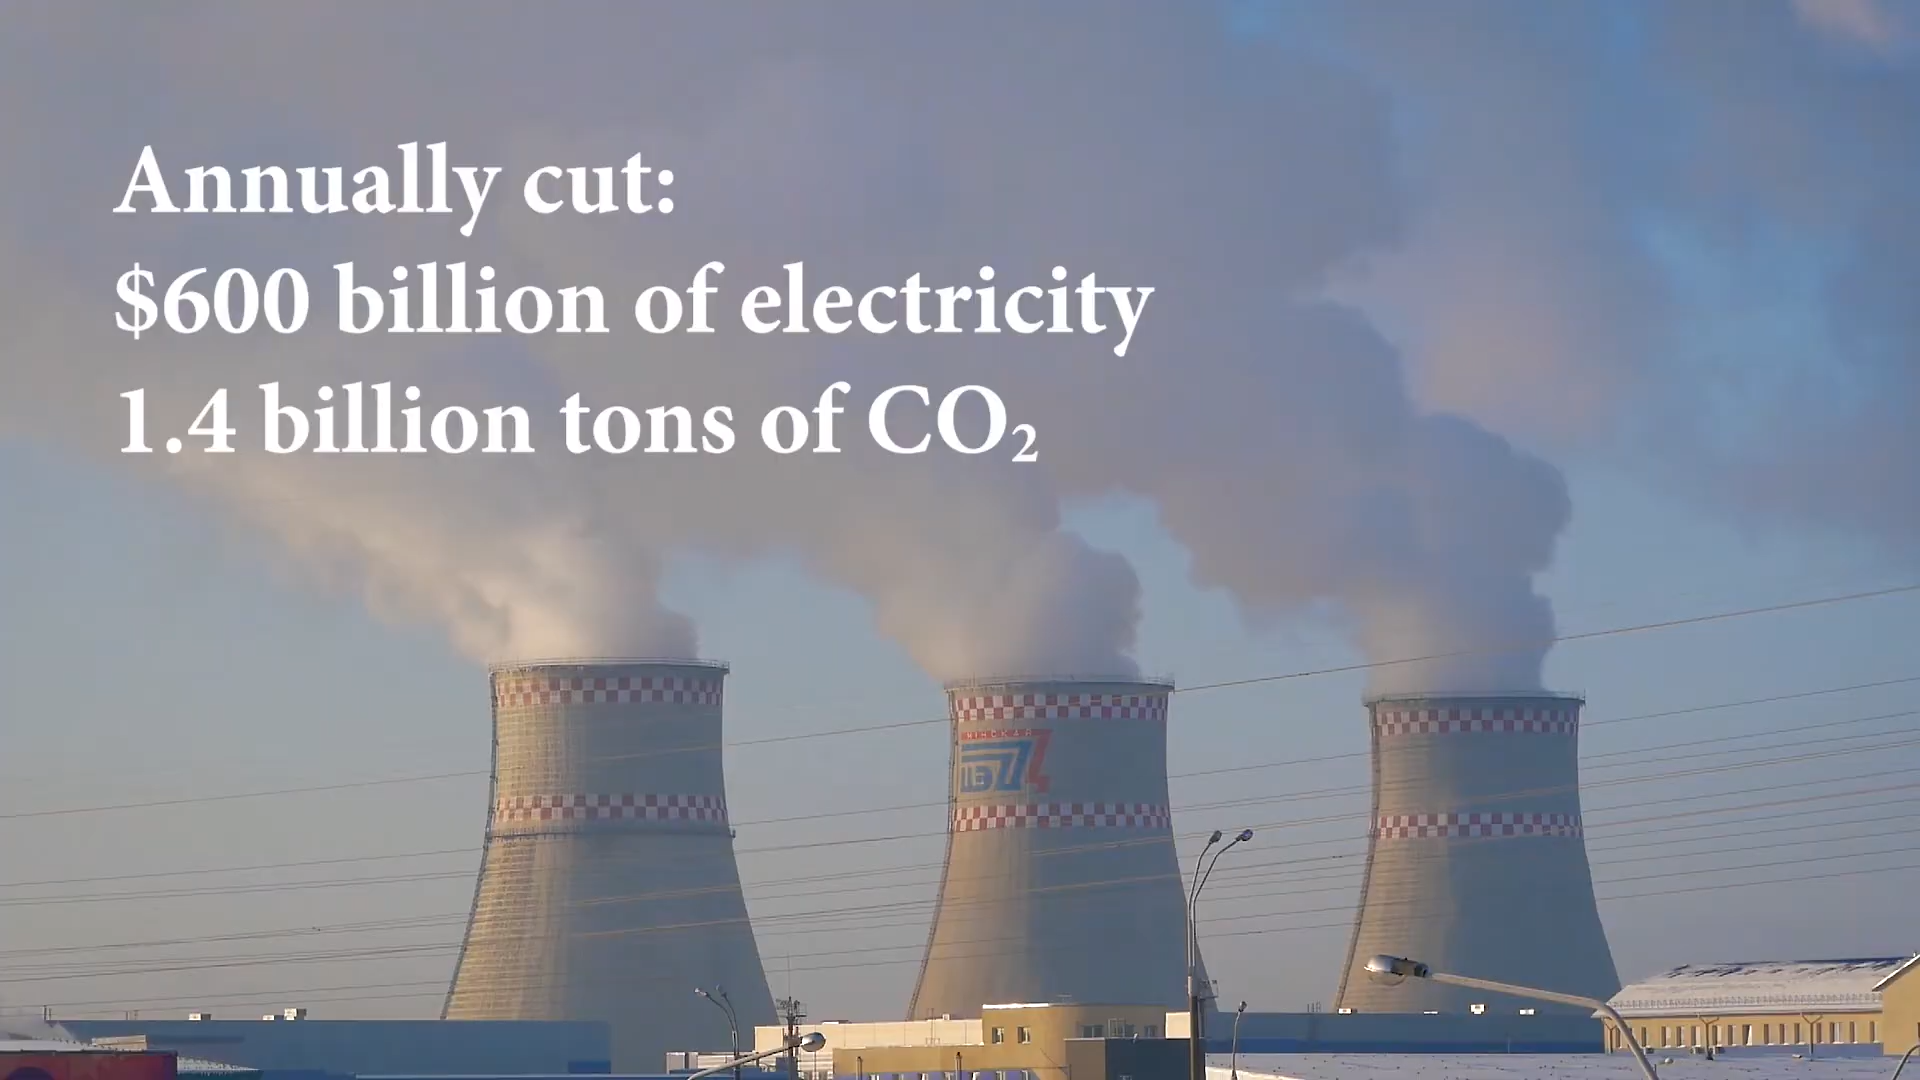 Annually cut:
$600 billion of electricity
1.4 billion tons of CO₂